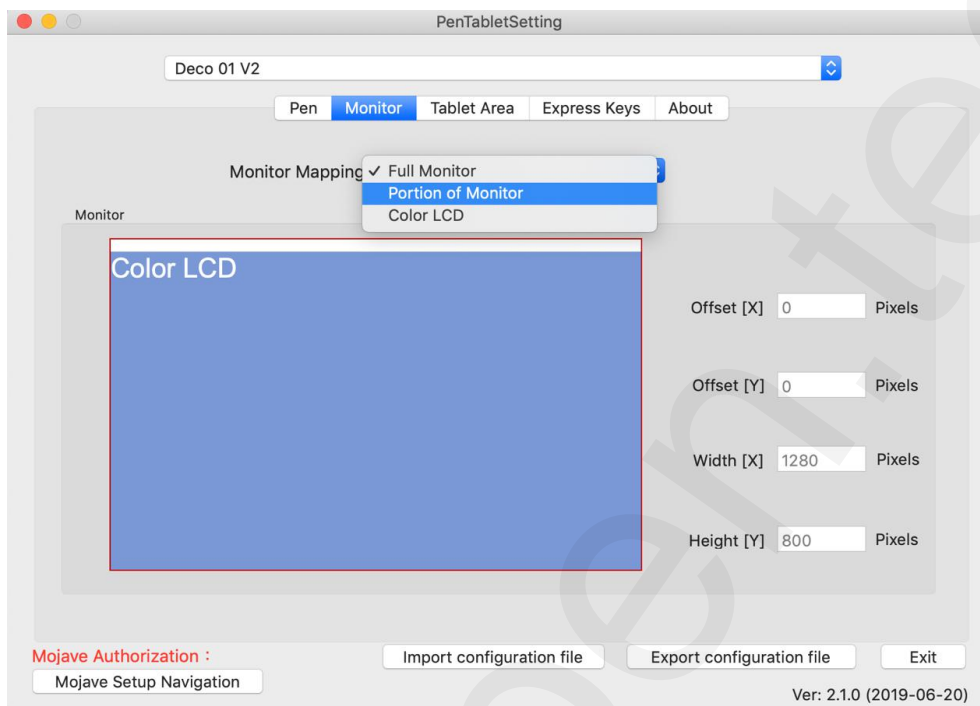 PenTabletSetting
Deco 01 V2
Pen Monitor Tablet Area Express Keys About
Monitor Mapping ✓ Full Monitor
Portion of Monitor
Color LCD
Monitor
Color LCD
Offset [X] 0 Pixels
Offset [Y] 0 Pixels
Width [X] 1280 Pixels
Height [Y] 800 Pixels
Mojave Authorization：
Import configuration file Export configuration file Exit
Mojave Setup Navigation
Ver: 2.1.0 (2019-06-20)